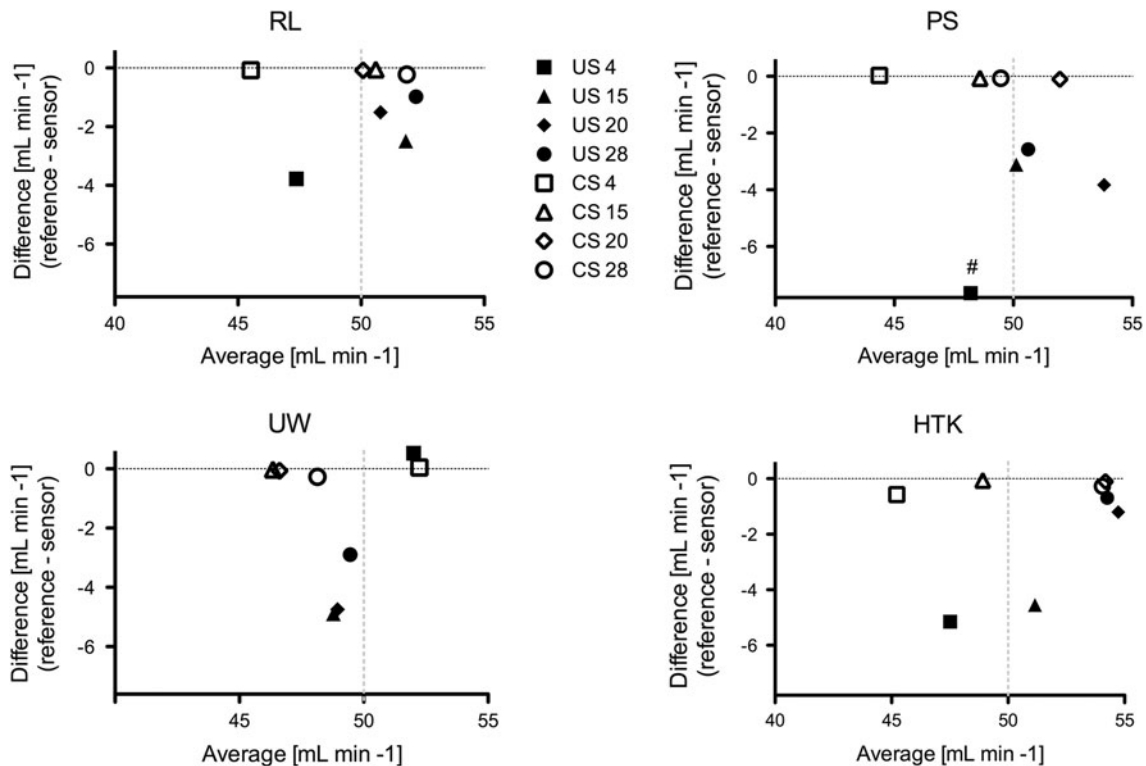 RL
Difference [mL min -1]
(reference - sensor)
0
-2
-4
-6
40
45
50
55
Average [mL min -1]
US 4
US 15
US 20
US 28
CS 4
CS 15
CS 20
CS 28
PS
Difference [mL min -1]
(reference - sensor)
0
-2
-4
-6
#
40
45
50
55
Average [mL min -1]
UW
Difference [mL min -1]
(reference - sensor)
0
-2
-4
-6
45
50
55
Average [mL min -1]
HTK
Difference [mL min -1]
(reference - sensor)
0
-2
-4
-6
40
45
50
55
Average [mL min -1]